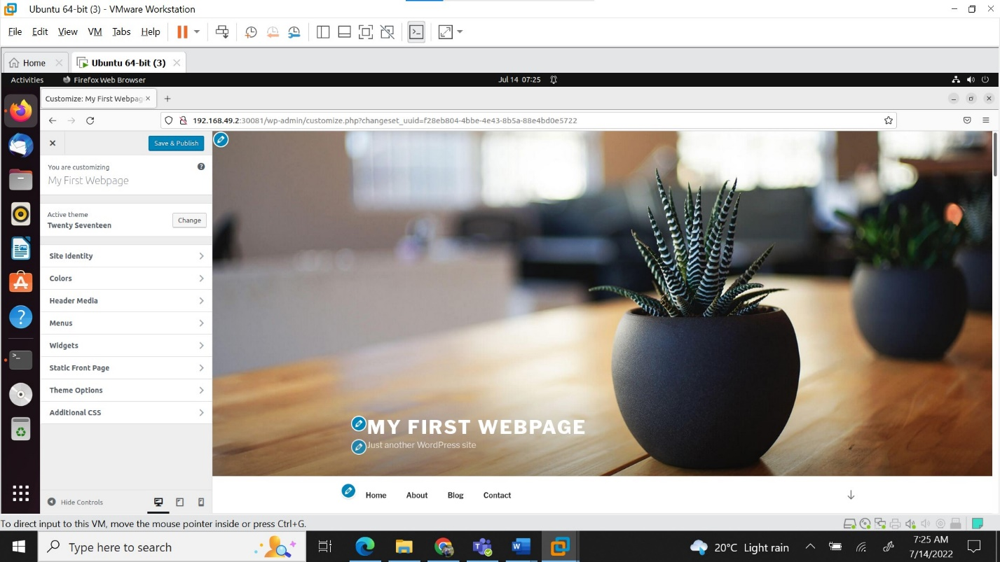 Ubuntu 64-bit (3) - VMware Workstation
File Edit View VM Tabs Help
Home Ubuntu 64-bit (3)
Activities Firefox Web Browser Jul 14 07:25
Customize: My First Webpag
192.168.49.2:30081/wp-admin/customize.php?changeset_uuid=f28eb804-4bbe-4e43-8b5a-88e4bd0e5722
Save & Publish
You are customizing
My First Webpage
Active theme
Twenty Seventeen
Change
Site Identity
Colors
Header Media
Menus
Widgets
Static Front Page
Theme Options
Additional CSS
Hide Controls
MY FIRST WEBPAGE
Just another WordPress site
Home About Blog Contact
To direct input to this VM, move the mouse pointer inside or press Ctrl+G.
Type here to search
20°C Light rain
7:25 AM
7/14/2022